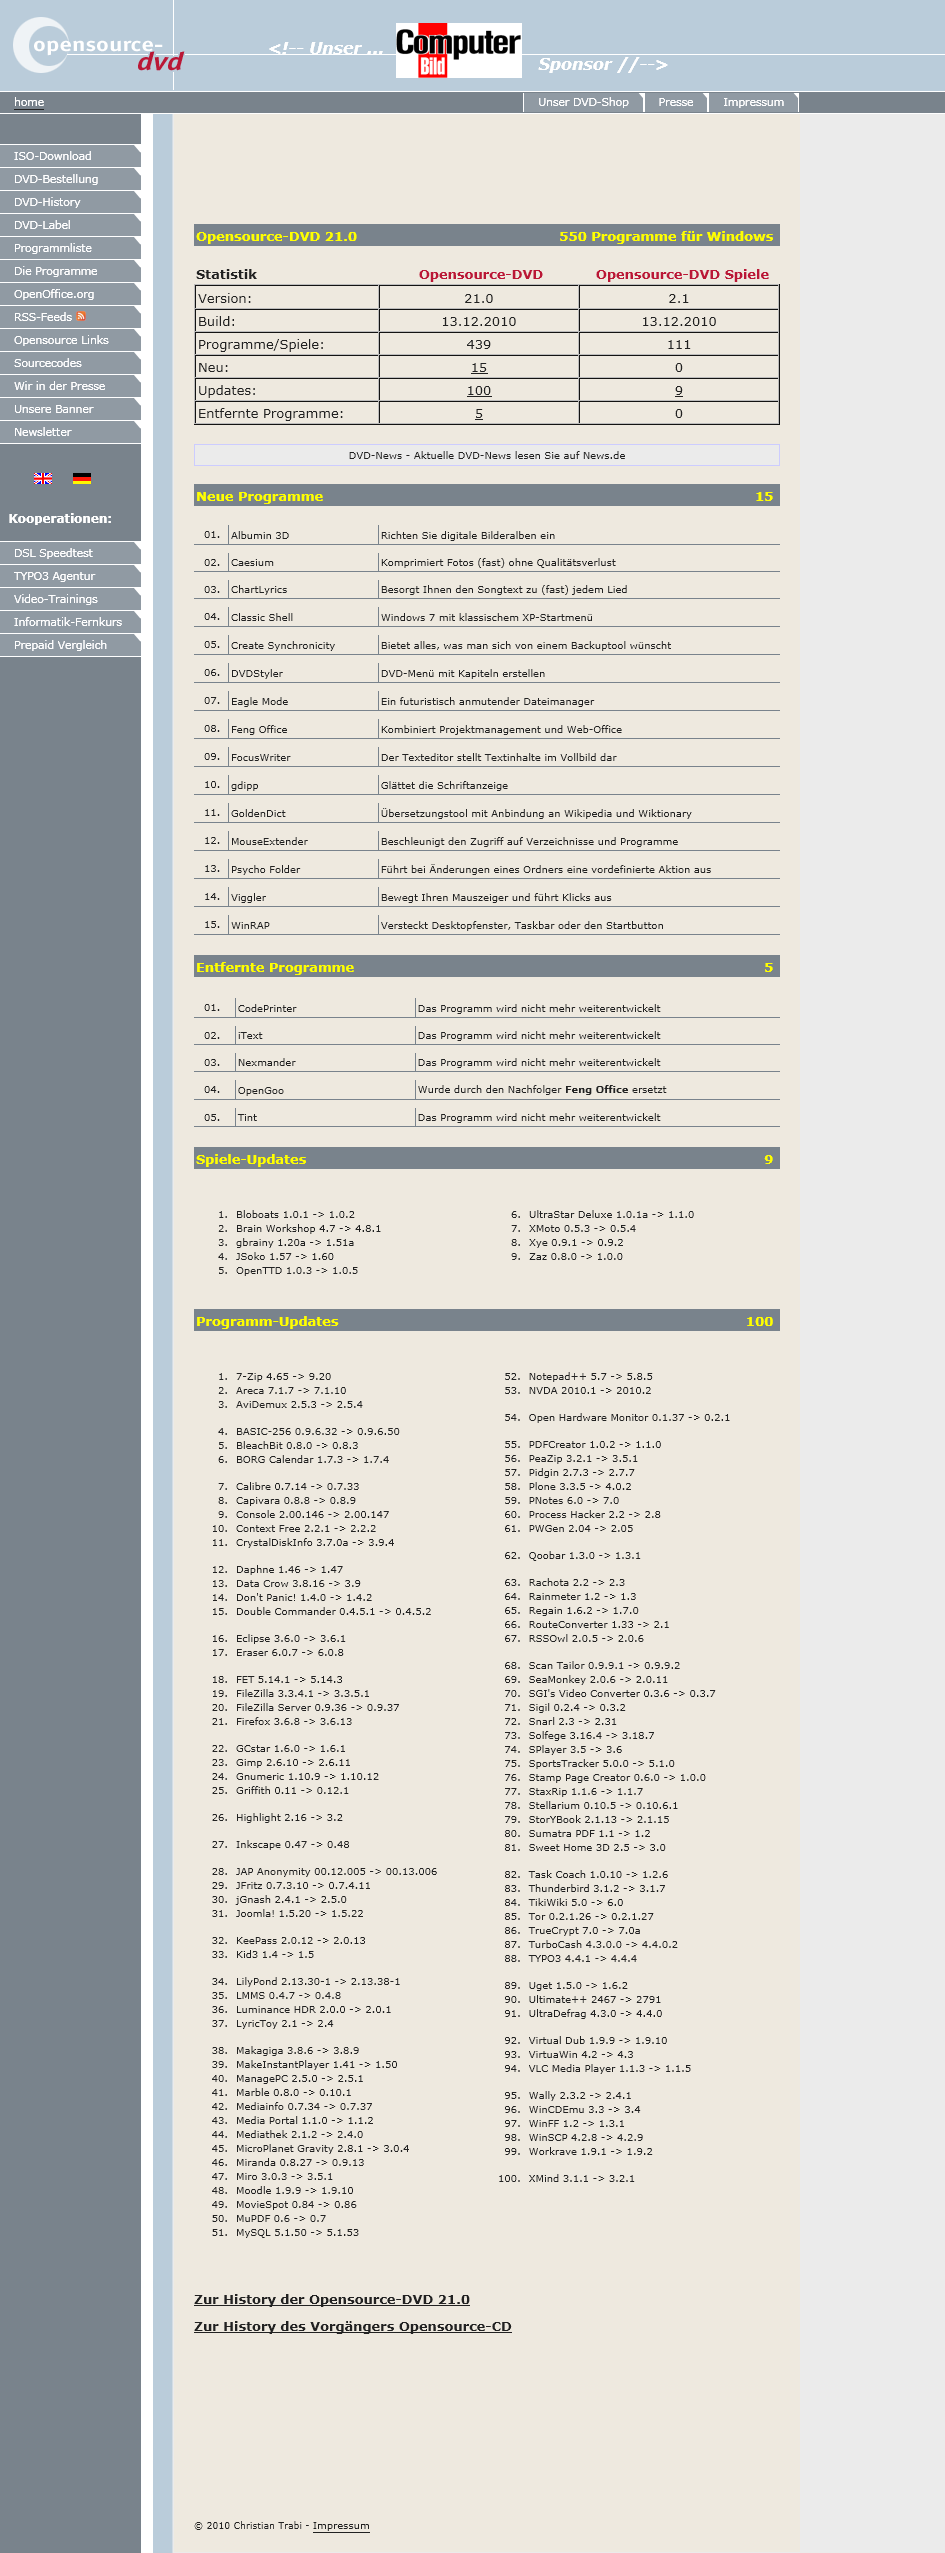 opensource-
dvd
<!-- Unser ...
Computer
Bild
Sponsor //-->
home
Unser DVD-Shop
Presse
Impressum
ISO-Download
DVD-Bestellung
DVD-History
DVD-Label
Programmliste
Die Programme
OpenOffice.org
RSS-Feeds
Opensource Links
Sourcecodes
Wir in der Presse
Unsere Banner
Newsletter
Kooperationen:
DSL Speedtest
TYPO3 Agentur
Video-Trainings
Informatik-Fernkurs
Prepaid Vergleich
Opensource-DVD 21.0 550 Programme für Windows
Statistik Opensource-DVD Opensource-DVD Spiele
Version: 21.0 2.1
Build: 13.12.2010 13.12.2010
Programme/Spiele: 439 111
Neu: 15 0
Updates: 100 9
Entfernte Programme: 5 0
DVD-News - Aktuelle DVD-News lesen Sie auf News.de
Neue Programme 15
01. Albumin 3D Richten Sie digitale Bilderalben ein
02. Caesium Komprimiert Fotos (fast) ohne Qualitätsverlust
03. ChartLyrics Besorgt Ihnen den Songtext zu (fast) jedem Lied
04. Classic Shell Windows 7 mit klassischem XP-Startmenü
05. Create Synchronicity Bietet alles, was man sich von einem Backuptool wünscht
06. DVDStyler DVD-Menü mit Kapiteln erstellen
07. Eagle Mode Ein futuristisch anmutender Dateimanager
08. Feng Office Kombiniert Projektmanagement und Web-Office
09. FocusWriter Der Texteditor stellt Textinhalte im Vollbild dar
10. gdipp Glättet die Schriftanzeige
11. GoldenDict Übersetzungstool mit Anbindung an Wikipedia und Wiktionary
12. MouseExtender Beschleunigt den Zugriff auf Verzeichnisse und Programme
13. Psycho Folder Führt bei Änderungen eines Ordners eine vordefinierte Aktion aus
14. Viggler Bewegt Ihren Mauszeiger und führt Klicks aus
15. WinRAP Versteckt Desktopfenster, Taskbar oder den Startbutton
Entfernte Programme 5
01. CodePrinter Das Programm wird nicht mehr weiterentwickelt
02. iText Das Programm wird nicht mehr weiterentwickelt
03. Nexmander Das Programm wird nicht mehr weiterentwickelt
04. OpenGoo Wurde durch den Nachfolger Feng Office ersetzt
05. Tint Das Programm wird nicht mehr weiterentwickelt
Spiele-Updates 9
1. Bloboats 1.0.1 -> 1.0.2
2. Brain Workshop 4.7 -> 4.8.1
3. gbrainy 1.20a -> 1.51a
4. JSoko 1.57 -> 1.60
5. OpenTTD 1.0.3 -> 1.0.5
6. UltraStar Deluxe 1.0.1a -> 1.1.0
7. XMoto 0.5.3 -> 0.5.4
8. Xye 0.9.1 -> 0.9.2
9. Zaz 0.8.0 -> 1.0.0
Programm-Updates 100
1. 7-Zip 4.65 -> 9.20
2. Areca 7.1.7 -> 7.1.10
3. AviDemux 2.5.3 -> 2.5.4
4. BASIC-256 0.9.6.32 -> 0.9.6.50
5. BleachBit 0.8.0 -> 0.8.3
6. BORG Calendar 1.7.3 -> 1.7.4
7. Calibre 0.7.14 -> 0.7.33
8. Capivara 0.8.8 -> 0.8.9
9. Console 2.00.146 -> 2.00.147
10. Context Free 2.2.1 -> 2.2.2
11. CrystalDiskInfo 3.7.0a -> 3.9.4
12. Daphne 1.46 -> 1.47
13. Data Crow 3.8.16 -> 3.9
14. Don't Panic! 1.4.0 -> 1.4.2
15. Double Commander 0.4.5.1 -> 0.4.5.2
16. Eclipse 3.6.0 -> 3.6.1
17. Eraser 6.0.7 -> 6.0.8
18. FET 5.14.1 -> 5.14.3
19. FileZilla 3.3.4.1 -> 3.3.5.1
20. FileZilla Server 0.9.36 -> 0.9.37
21. Firefox 3.6.8 -> 3.6.13
22. GCstar 1.6.0 -> 1.6.1
23. Gimp 2.6.10 -> 2.6.11
24. Gnumeric 1.10.9 -> 1.10.12
25. Griffith 0.11 -> 0.12.1
26. Highlight 2.16 -> 3.2
27. Inkscape 0.47 -> 0.48
28. JAP Anonymity 00.12.005 -> 00.13.006
29. JFritz 0.7.3.10 -> 0.7.4.11
30. jGnash 2.4.1 -> 2.5.0
31. Joomla! 1.5.20 -> 1.5.22
32. KeePass 2.0.12 -> 2.0.13
33. Kid3 1.4 -> 1.5
34. LilyPond 2.13.30-1 -> 2.13.38-1
35. LMMS 0.4.7 -> 0.4.8
36. Luminance HDR 2.0.0 -> 2.0.1
37. LyricToy 2.1 -> 2.4
38. Makagiga 3.8.6 -> 3.8.9
39. MakeInstantPlayer 1.41 -> 1.50
40. ManagePC 2.5.0 -> 2.5.1
41. Marble 0.8.0 -> 0.10.1
42. Mediainfo 0.7.34 -> 0.7.37
43. Media Portal 1.1.0 -> 1.1.2
44. Mediathek 2.1.2 -> 2.4.0
45. MicroPlanet Gravity 2.8.1 -> 3.0.4
46. Miranda 0.8.27 -> 0.9.13
47. Miro 3.0.3 -> 3.5.1
48. Moodle 1.9.9 -> 1.9.10
49. MovieSpot 0.84 -> 0.86
50. MuPDF 0.6 -> 0.7
51. MySQL 5.1.50 -> 5.1.53
52. Notepad++ 5.7 -> 5.8.5
53. NVDA 2010.1 -> 2010.2
54. Open Hardware Monitor 0.1.37 -> 0.2.1
55. PDFCreator 1.0.2 -> 1.1.0
56. PeaZip 3.2.1 -> 3.5.1
57. Pidgin 2.7.3 -> 2.7.7
58. Plone 3.3.5 -> 4.0.2
59. PNotes 6.0 -> 7.0
60. Process Hacker 2.2 -> 2.8
61. PWGen 2.04 -> 2.05
62. Qoobar 1.3.0 -> 1.3.1
63. Rachota 2.2 -> 2.3
64. Rainmeter 1.2 -> 1.3
65. Regain 1.6.2 -> 1.7.0
66. RouteConverter 1.33 -> 2.1
67. RSSOwl 2.0.5 -> 2.0.6
68. Scan Tailor 0.9.9.1 -> 0.9.9.2
69. SeaMonkey 2.0.6 -> 2.0.11
70. SGI's Video Converter 0.3.6 -> 0.3.7
71. Sigil 0.2.4 -> 0.3.2
72. Snarl 2.3 -> 2.31
73. Solfege 3.16.4 -> 3.18.7
74. SPlayer 3.5 -> 3.6
75. SportsTracker 5.0.0 -> 5.1.0
76. Stamp Page Creator 0.6.0 -> 1.0.0
77. StaxRip 1.1.6 -> 1.1.7
78. Stellarium 0.10.5 -> 0.10.6.1
79. StorYBook 2.1.13 -> 2.1.15
80. Sumatra PDF 1.1 -> 1.2
81. Sweet Home 3D 2.5 -> 3.0
82. Task Coach 1.0.10 -> 1.2.6
83. Thunderbird 3.1.2 -> 3.1.7
84. TikiWiki 5.0 -> 6.0
85. Tor 0.2.1.26 -> 0.2.1.27
86. TrueCrypt 7.0 -> 7.0a
87. TurboCash 4.3.0.0 -> 4.4.0.2
88. TYPO3 4.4.1 -> 4.4.4
89. Uget 1.5.0 -> 1.6.2
90. Ultimate++ 2467 -> 2791
91. UltraDefrag 4.3.0 -> 4.4.0
92. Virtual Dub 1.9.9 -> 1.9.10
93. VirtuaWin 4.2 -> 4.3
94. VLC Media Player 1.1.3 -> 1.1.5
95. Wally 2.3.2 -> 2.4.1
96. WinCDEmu 3.3 -> 3.4
97. WinFF 1.2 -> 1.3.1
98. WinSCP 4.2.8 -> 4.2.9
99. Workrave 1.9.1 -> 1.9.2
100. XMind 3.1.1 -> 3.2.1
Zur History der Opensource-DVD 21.0
Zur History des Vorgängers Opensource-CD
© 2010 Christian Trabi - Impressum